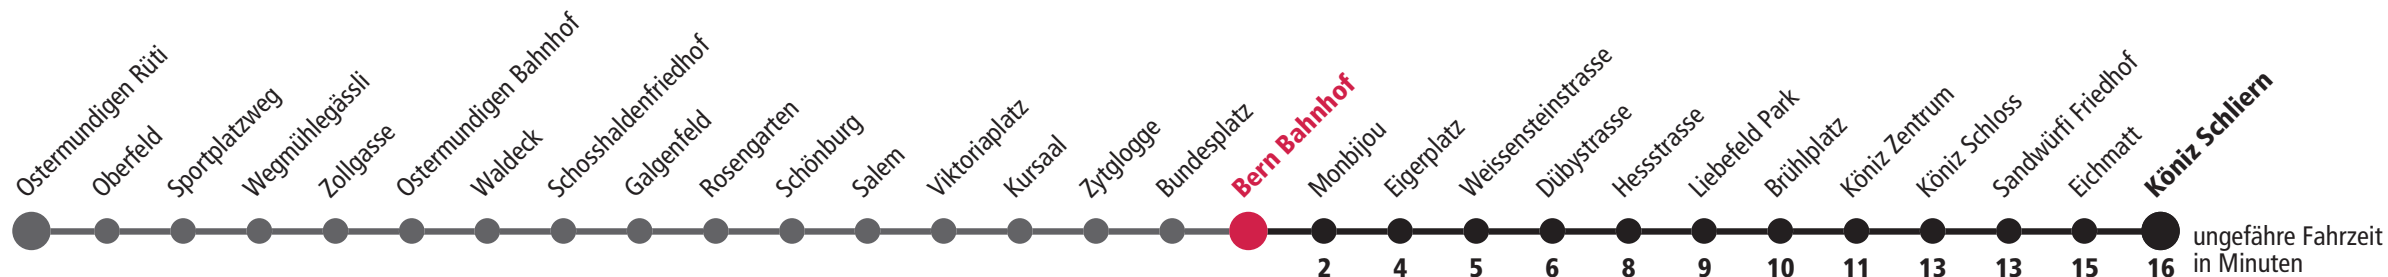 Ostermundigen Rüti
Oberfeld
Sportplatzweg
Wegmühlegässli
Zollgasse
Ostermundigen Bahnhof
Waldeck
Schosshaldenfriedhof
Galgenfeld
Rosengarten
Schönburg
Salem
Viktoriaplatz
Kursaal
Zytglogge
Bundesplatz
Bern Bahnhof
Monbijou
Eigerplatz
Weissensteinstrasse
Dübystrasse
Hessstrasse
Liebefeld Park
Brühlplatz
Köniz Zentrum
Köniz Schloss
Sandwürfi Friedhof
Eichmatt
Köniz Schliern
2 4 5 6 8 9 10 11 13 13 15 16
ungefähre Fahrzeit
in Minuten